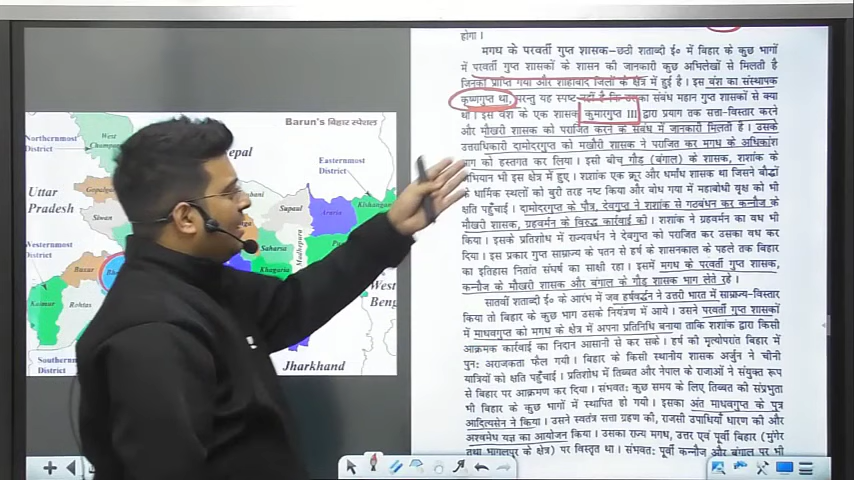 होगा ।
मगध के परवर्ती गुप्त शासक–छठी शताब्दी ई० में बिहार के कुछ भागों
में परवर्ती गुप्त शासकों के शासन की जानकारी कुछ अभिलेखों से मिलती है
जिनकी प्राप्ति गया और शाहाबाद जिलों के क्षेत्र में हुई है । इस वंश का संस्थापक
कृष्णगुप्त था, परन्तु यह स्पष्ट नहीं है कि उसका संबंध महान गुप्त शासकों से क्या
था । इस वंश के एक शासक कुमारगुप्त III द्वारा प्रयाग तक सत्ता-विस्तार करने
और मौखरी शासक को पराजित करने के संबंध में जानकारी मिलती है । उसके
उत्तराधिकारी दामोदरगुप्त को मखौरी शासक ने पराजित कर मगध के अधिकांश
भाग को हस्तगत कर लिया । इसी बीच गौड़ (बंगाल) के शासक, शशांक के
अभियान भी इस क्षेत्र में हुए । शशांक एक क्रूर और धर्मांध शासक था जिसने बौद्धों
के धार्मिक स्थलों को बुरी तरह नष्ट किया और बोध गया में महाबोधी वृक्ष को भी
क्षति पहुँचाई । दामोदरगुप्त के पौत्र, देवगुप्त ने शशांक से गठबंधन कर कन्नौज के
मौखरी शासक, ग्रहवर्मन के विरुद्ध कार्रवाई को । शशांक ने ग्रहवर्मन का वध भी
किया । इसके प्रतिशोध में राज्यवर्धन ने देवगुप्त को पराजित कर उसका वध कर
दिया । इस प्रकार गुप्त साम्राज्य के पतन से हर्ष के शासनकाल के पहले तक बिहार
का इतिहास नितांत संघर्ष का साक्षी रहा । इसमें मगध के परवर्ती गुप्त शासक,
कन्नौज के मौखरी शासक और बंगाल के गौड़ शासक भाग लेते रहे ।
सातवीं शताब्दी ई० के आरंभ में जब हर्षवर्द्धन ने उत्तरी भारत में साम्राज्य-विस्तार
किया तो बिहार के कुछ भाग उसके नियंत्रण में आये । उसने परवर्ती गुप्त शासकों
में माधवगुप्त को मगध के क्षेत्र में अपना प्रतिनिधि बनाया ताकि शशांक द्वारा किसी
आक्रमक कार्रवाई का निदान आसानी से कर सके । हर्ष की मृत्योपरांत बिहार में
पुनः अराजकता फैल गयी । बिहार के किसी स्थानीय शासक अर्जुन ने चीनी
यात्रियों को क्षति पहुँचाई । प्रतिशोध में तिब्बत और नेपाल के राजाओं ने संयुक्त रूप
से बिहार पर आक्रमण कर दिया । संभवतः कुछ समय के लिए तिब्बत की संप्रभुता
भी बिहार के कुछ भागों में स्थापित हो गयी । इसका अंत माधवगुप्त के पुत्र
आदित्यसेन ने किया । उसने स्वतंत्र सत्ता ग्रहण की, राजसी उपाधियाँ धारण की और
अश्वमेध यज्ञ का आयोजन किया । उसका राज्य मगध, उत्तर एवं पूर्वी बिहार (मुंगेर
तथा भागलपुर के क्षेत्र) पर विस्तृत था । संभवतः पूर्वी कन्नौज और बंगाल पर भी
Barun's बिहार स्पेशल
Northernmost
District
West
Nepal
Easternmost
District
Uttar
Pradesh
Gopalganj
Siwan
Supaul
Araria
Kishanganj
Madhepura
Saharsa
Westernmost
District
Buxar
Khagaria
Kaimur
Rohtas
West
Beng
Southern
District
Jharkhand